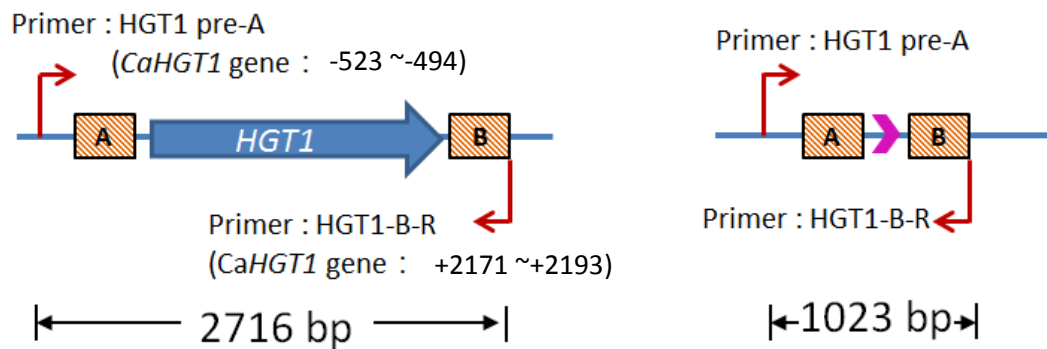 Primer : HGT1 pre-A
(CaHGT1 gene : -523 ~-494)
A
HGT1
B
Primer : HGT1-B-R
(CaHGT1 gene : +2171 ~+2193)
2716 bp
Primer : HGT1 pre-A
A
B
Primer : HGT1-B-R
1023 bp